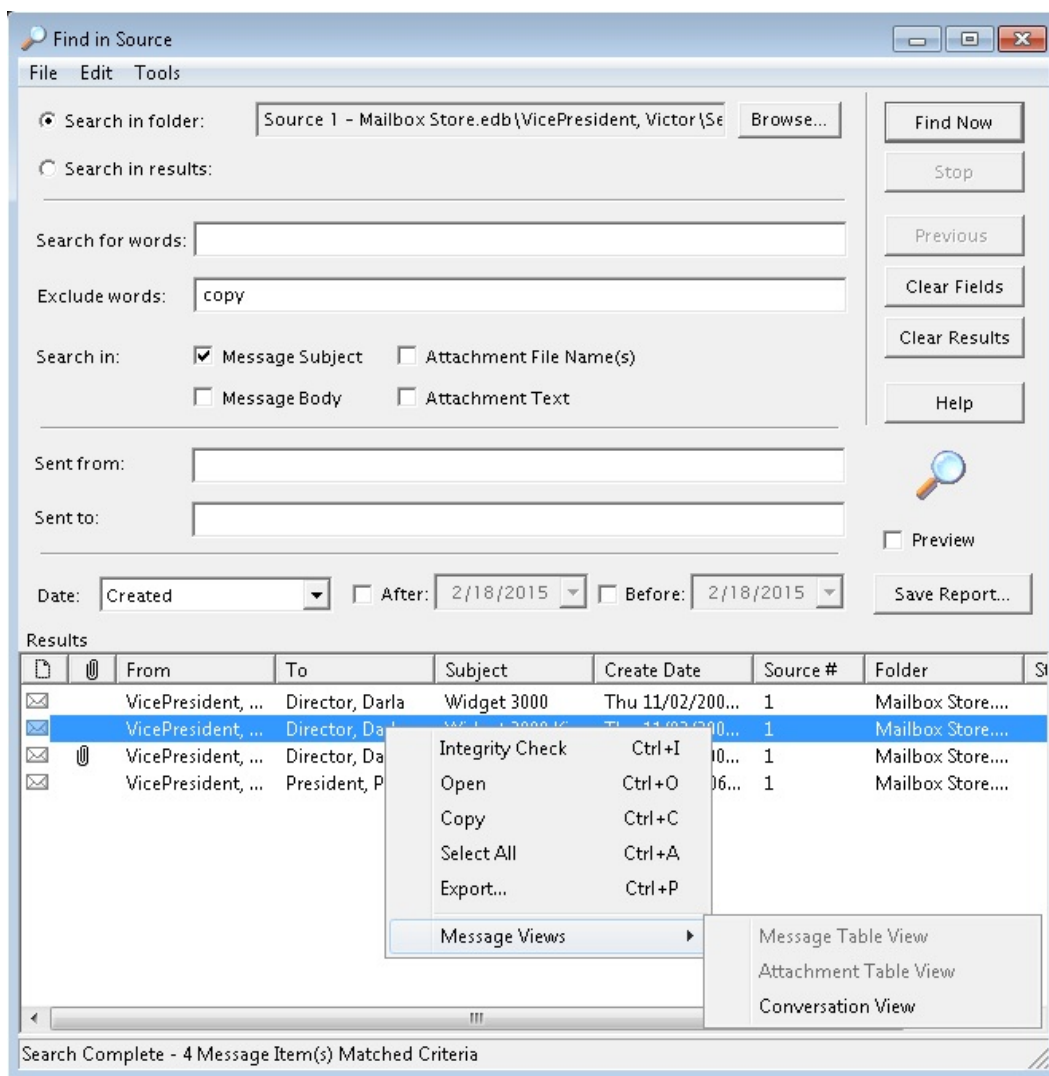 Find in Source
File Edit Tools
Search in folder: Source 1 - Mailbox Store.edb\VicePresident, Victor\Se Browse... Find Now
Search in results: Stop
Search for words: Previous
Exclude words: copy Clear Fields
Clear Results
Search in: Message Subject Attachment File Name(s)
Message Body Attachment Text Help
Sent from:
Sent to:
Preview
Date: Created After: 2/18/2015 Before: 2/18/2015 Save Report...
Results
From To Subject Create Date Source # Folder
VicePresident, ... Director, Darla Widget 3000 Thu 11/02/200... 1 Mailbox Store....
VicePresident, ... Director, Da 1 Mailbox Store....
VicePresident, ... Director, Da 1 Mailbox Store....
VicePresident, ... President, P 06... 1 Mailbox Store....
Integrity Check Ctrl+I
Open Ctrl+O
Copy Ctrl+C
Select All Ctrl+A
Export... Ctrl+P
Message Views
Message Table View
Attachment Table View
Conversation View
Search Complete - 4 Message Item(s) Matched Criteria